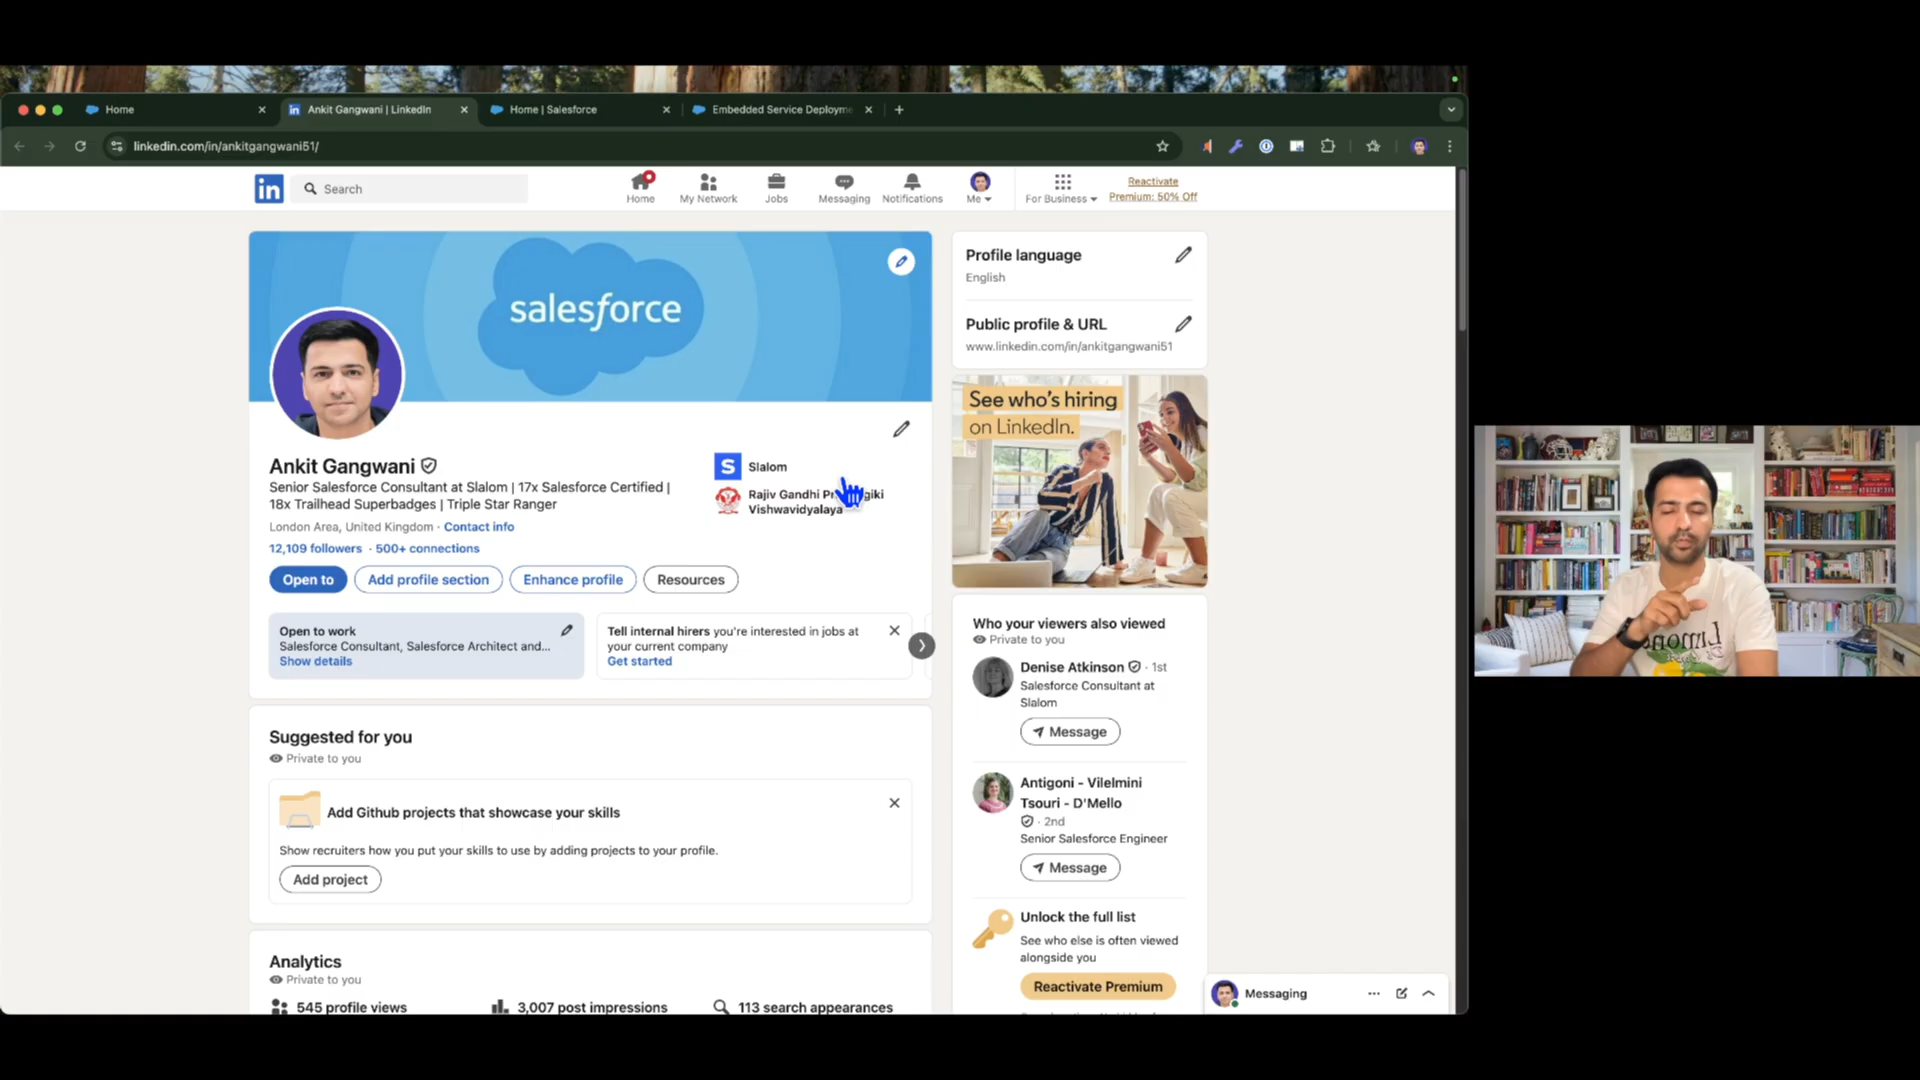 Home
Ankit Gangwani | LinkedIn
Home | Salesforce
Embedded Service Deployme
linkedin.com/in/ankitgangwani51/
in
Search
Home
My Network
Jobs
Messaging
Notifications
Me
For Business
Reactivate
Premium: 50% Off
salesforce
Ankit Gangwani
Senior Salesforce Consultant at Slalom | 17x Salesforce Certified |
18x Trailhead Superbadges | Triple Star Ranger
London Area, United Kingdom · Contact info
12,109 followers · 500+ connections
S Slalom
Rajiv Gandhi
Vishwavidyalaya
Open to
Add profile section
Enhance profile
Resources
Open to work
Salesforce Consultant, Salesforce Architect and...
Show details
Tell internal hirers you're interested in jobs at
your current company
Get started
Suggested for you
Private to you
Add Github projects that showcase your skills
Show recruiters how you put your skills to use by adding projects to your profile.
Add project
Analytics
Private to you
545 profile views
3,007 post impressions
113 search appearances
Profile language
English
Public profile & URL
www.linkedin.com/in/ankitgangwani51
See who's hiring
on LinkedIn.
Who your viewers also viewed
Private to you
Denise Atkinson · 1st
Salesforce Consultant at
Slalom
Message
Antigoni - Vilelmini
Tsouri - D'Mello
· 2nd
Senior Salesforce Engineer
Message
Unlock the full list
See who else is often viewed
alongside you
Reactivate Premium
Messaging